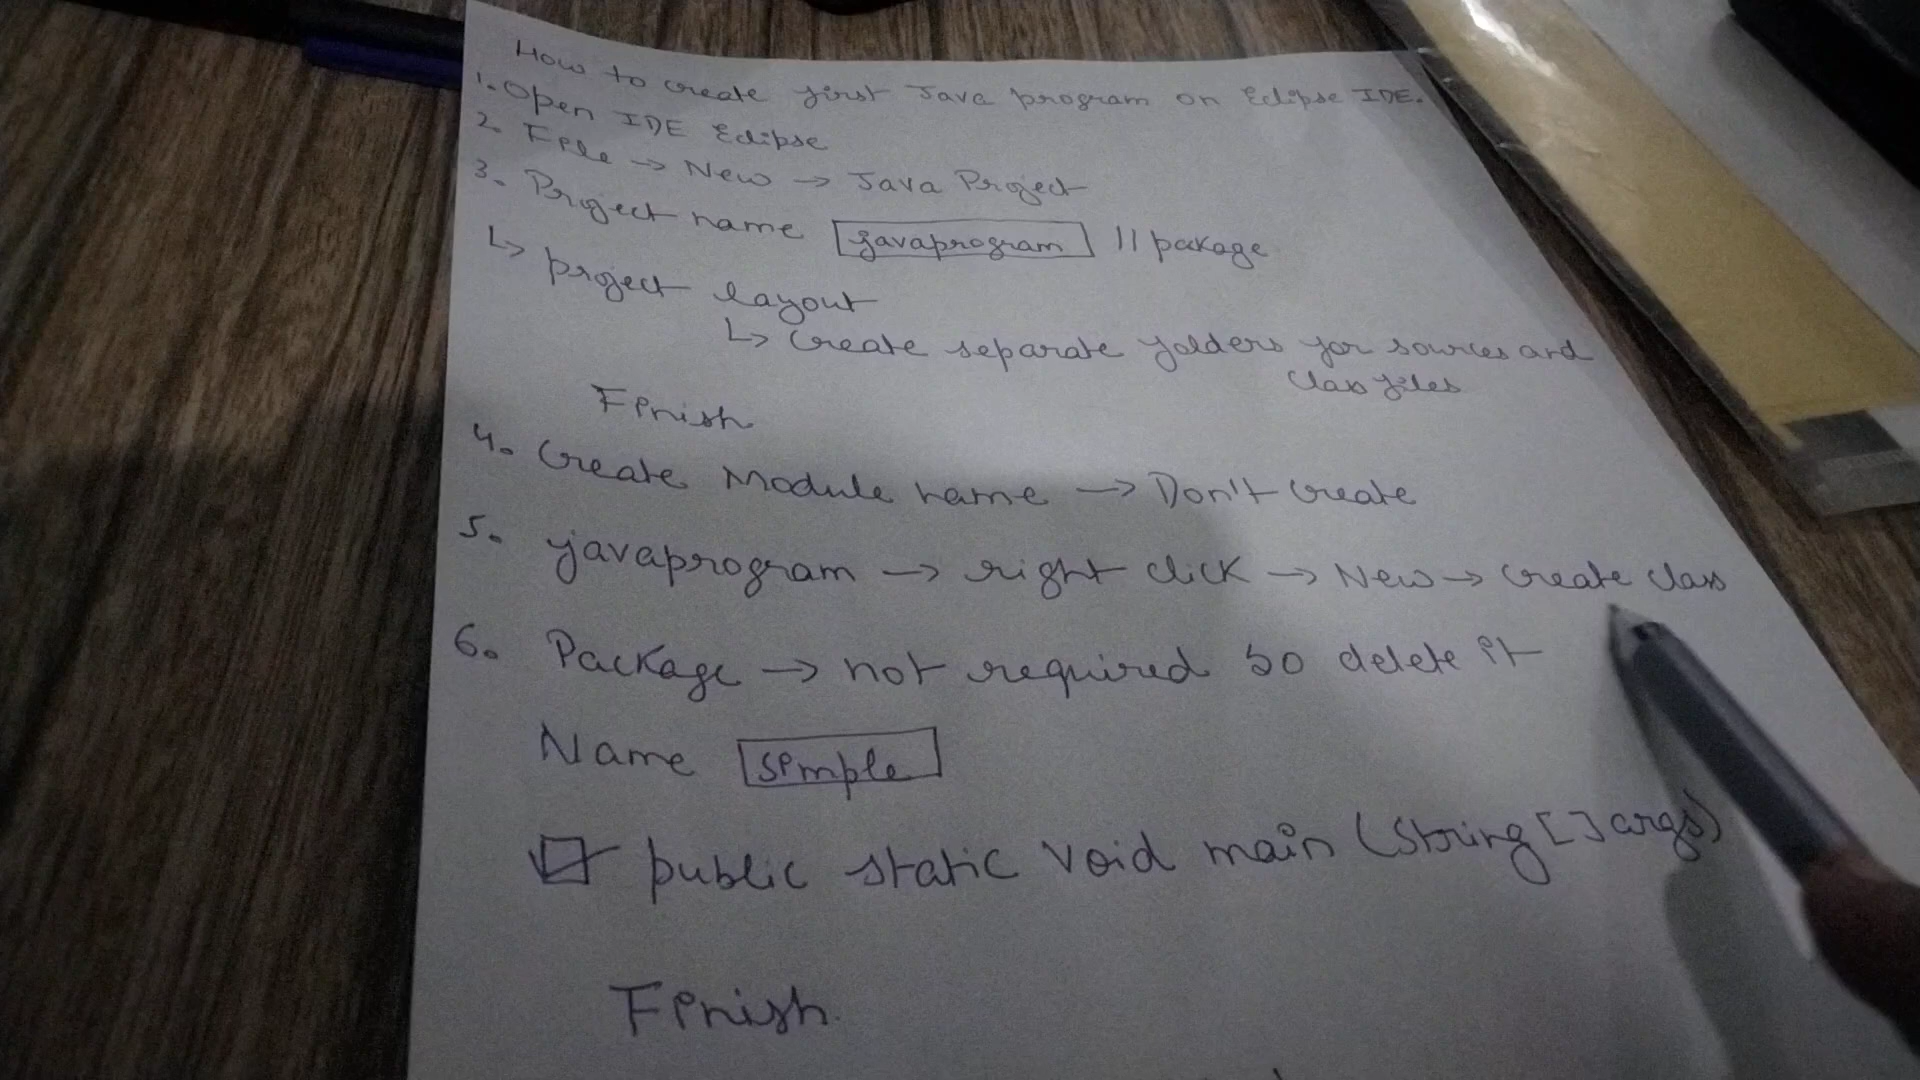 How to create first Java program on Eclipse IDE.
1. Open IDE Eclipse
2. File → New → Java Project
3. Project name [javaprogram] // pakage
↳ project layout
↳ Create separate folders for sources and
class files
Finish
4. Create Module name → Don't create
5. javaprogram → right click → New → Create class
6. Package → not required so delete it
Name [simple]
☑ public static void main (String [] args)
Finish.